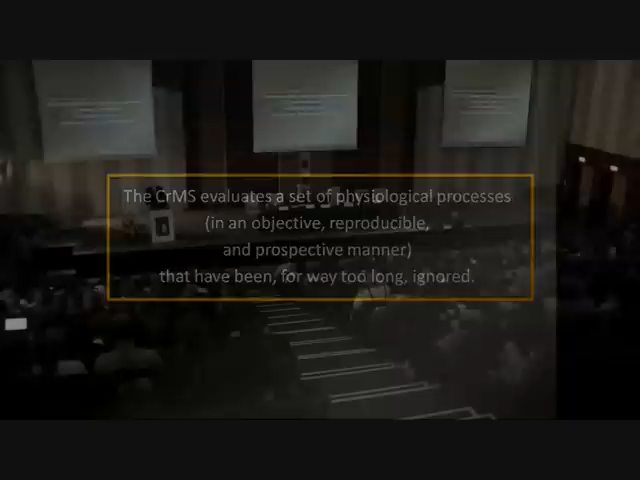 The CrMS evaluates a set of physiological processes
(in an objective, reproducible,
and prospective manner)
that have been, for way too long, ignored.